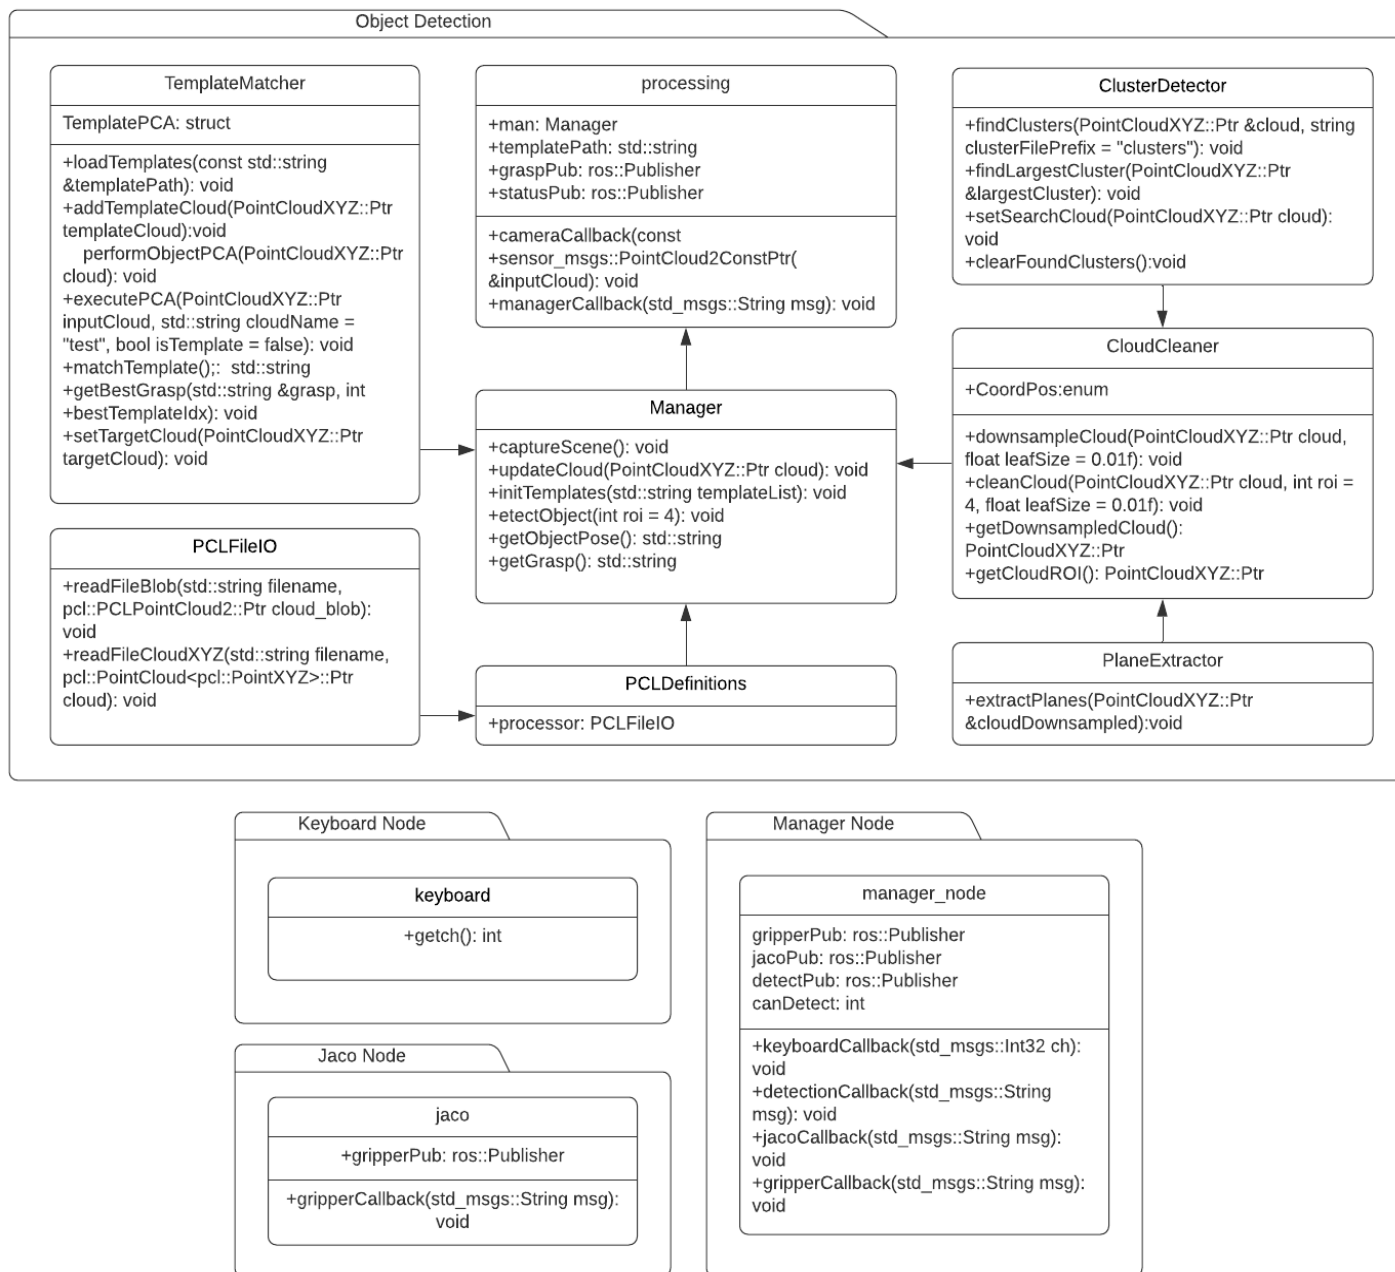 Object Detection
TemplateMatcher
TemplatePCA: struct
+loadTemplates(const std::string
&templatePath): void
+addTemplateCloud(PointCloudXYZ::Ptr
templateCloud):void
performObjectPCA(PointCloudXYZ::Ptr
cloud): void
+executePCA(PointCloudXYZ::Ptr
inputCloud, std::string cloudName =
"test", bool isTemplate = false): void
+matchTemplate();: std::string
+getBestGrasp(std::string &grasp, int
+bestTemplateIdx): void
+setTargetCloud(PointCloudXYZ::Ptr
targetCloud): void
PCLFileIO
+readFileBlob(std::string filename,
pcl::PCLPointCloud2::Ptr cloud_blob):
void
+readFileCloudXYZ(std::string filename,
pcl::PointCloud<pcl::PointXYZ>::Ptr
cloud): void
processing
+man: Manager
+templatePath: std::string
+graspPub: ros::Publisher
+statusPub: ros::Publisher
+cameraCallback(const
+sensor_msgs::PointCloud2ConstPtr(
&inputCloud): void
+managerCallback(std_msgs::String msg): void
Manager
+captureScene(): void
+updateCloud(PointCloudXYZ::Ptr cloud): void
+initTemplates(std::string templateList): void
+etectObject(int roi = 4): void
+getObjectPose(): std::string
+getGrasp(): std::string
PCLDefinitions
+processor: PCLFileIO
ClusterDetector
+findClusters(PointCloudXYZ::Ptr &cloud, string
clusterFilePrefix = "clusters"): void
+findLargestCluster(PointCloudXYZ::Ptr
&largestCluster): void
+setSearchCloud(PointCloudXYZ::Ptr cloud):
void
+clearFoundClusters():void
CloudCleaner
+CoordPos:enum
+downsampleCloud(PointCloudXYZ::Ptr cloud,
float leafSize = 0.01f): void
+cleanCloud(PointCloudXYZ::Ptr cloud, int roi =
4, float leafSize = 0.01f): void
+getDownsampledCloud():
PointCloudXYZ::Ptr
+getCloudROI(): PointCloudXYZ::Ptr
PlaneExtractor
+extractPlanes(PointCloudXYZ::Ptr
&cloudDownsampled):void
Keyboard Node
keyboard
+getch(): int
Jaco Node
jaco
+gripperPub: ros::Publisher
+gripperCallback(std_msgs::String msg):
void
Manager Node
manager_node
gripperPub: ros::Publisher
jacoPub: ros::Publisher
detectPub: ros::Publisher
canDetect: int
+keyboardCallback(std_msgs::Int32 ch):
void
+detectionCallback(std_msgs::String
msg): void
+jacoCallback(std_msgs::String msg):
void
+gripperCallback(std_msgs::String msg):
void